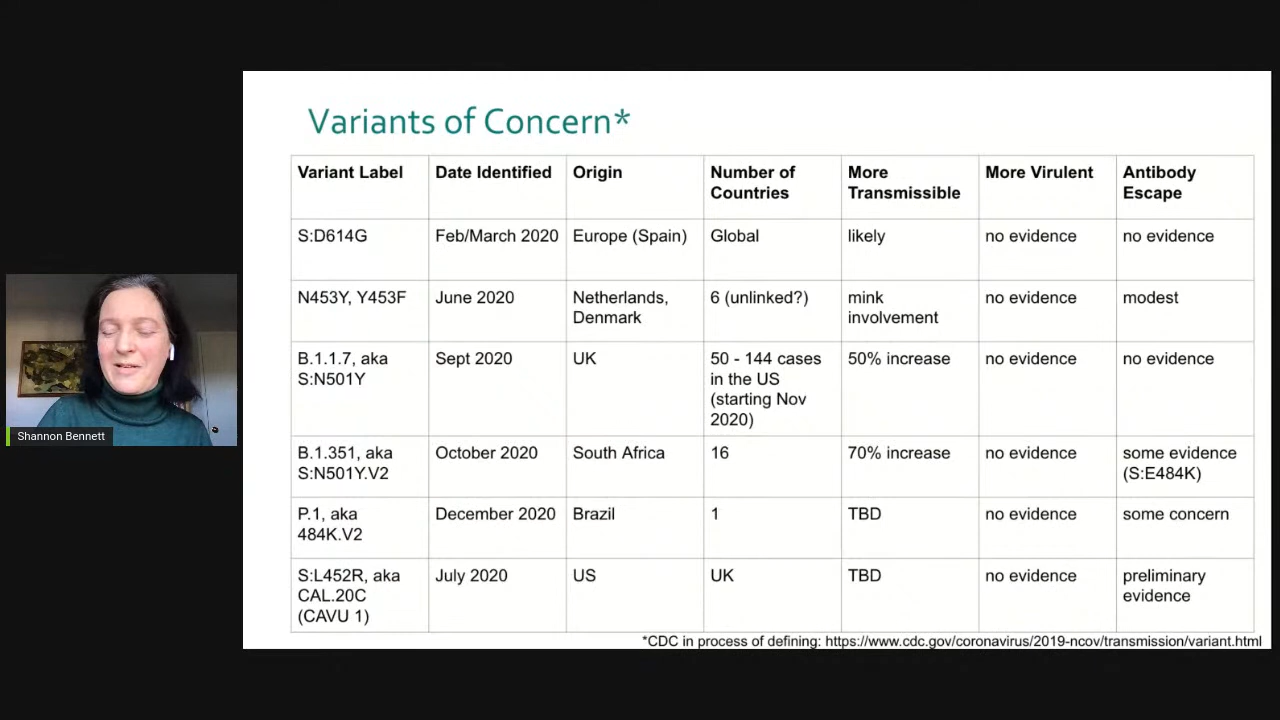 Variants of Concern*
Variant Label Date Identified Origin Number of Countries More Transmissible More Virulent Antibody Escape
S:D614G Feb/March 2020 Europe (Spain) Global likely no evidence no evidence
N453Y, Y453F June 2020 Netherlands, Denmark 6 (unlinked?) mink involvement no evidence modest
B.1.1.7, aka S:N501Y Sept 2020 UK 50 - 144 cases in the US (starting Nov 2020) 50% increase no evidence no evidence
B.1.351, aka S:N501Y.V2 October 2020 South Africa 16 70% increase no evidence some evidence (S:E484K)
P.1, aka 484K.V2 December 2020 Brazil 1 TBD no evidence some concern
S:L452R, aka CAL.20C (CAVU 1) July 2020 US UK TBD no evidence preliminary evidence
*CDC in process of defining: https://www.cdc.gov/coronavirus/2019-ncov/transmission/variant.html
Shannon Bennett